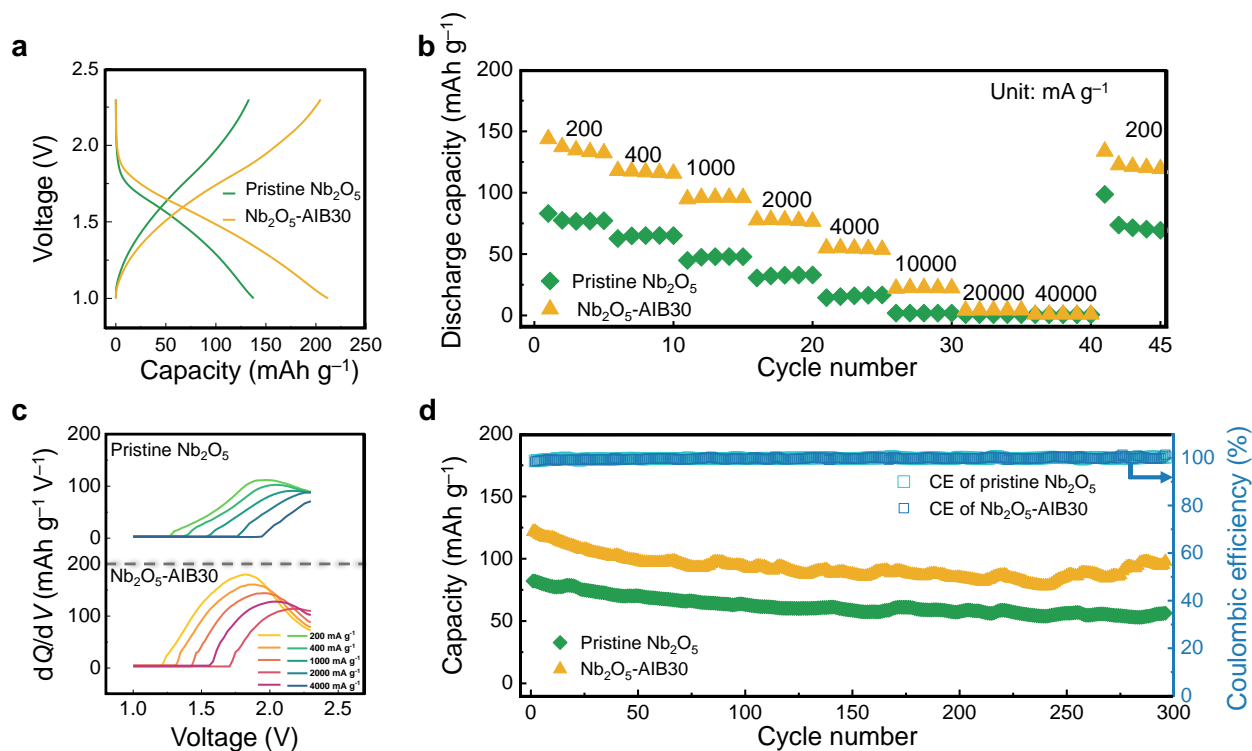 a
2.5
2.0
1.5
1.0
Voltage (V)
Pristine Nb₂O₅
Nb₂O₅-AIB30
0 50 100 150 200 250
Capacity (mAh g⁻¹)
b
200
150
100
50
0
Discharge capacity (mAh g⁻¹)
Unit: mA g⁻¹
200
400
1000
2000
4000
10000
20000
40000
200
Pristine Nb₂O₅
Nb₂O₅-AIB30
0 10 20 30 40 45
Cycle number
c
200
100
0
200
100
0
dQ/dV (mAh g⁻¹ V⁻¹)
Pristine Nb₂O₅
Nb₂O₅-AIB30
200 mA g⁻¹
400 mA g⁻¹
1000 mA g⁻¹
2000 mA g⁻¹
4000 mA g⁻¹
1.0 1.5 2.0 2.5
Voltage (V)
d
200
150
100
50
0
Capacity (mAh g⁻¹)
CE of pristine Nb₂O₅
CE of Nb₂O₅-AIB30
Pristine Nb₂O₅
Nb₂O₅-AIB30
0 50 100 150 200 250 300
Cycle number
100
80
60
40
20
0
Coulombic efficiency (%)